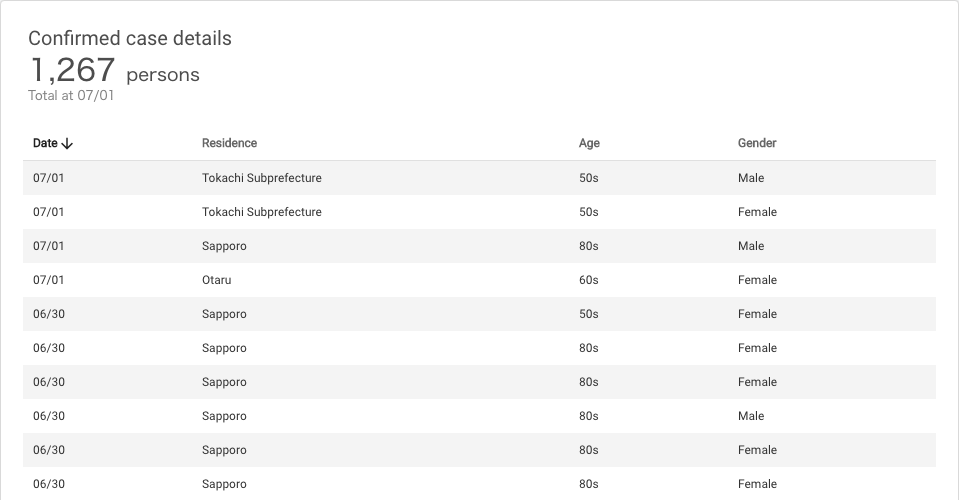 Confirmed case details
1,267 persons
Total at 07/01
Date Residence Age Gender
07/01 Tokachi Subprefecture 50s Male
07/01 Tokachi Subprefecture 50s Female
07/01 Sapporo 80s Male
07/01 Otaru 60s Female
06/30 Sapporo 50s Female
06/30 Sapporo 80s Female
06/30 Sapporo 80s Female
06/30 Sapporo 80s Male
06/30 Sapporo 80s Female
06/30 Sapporo 80s Female